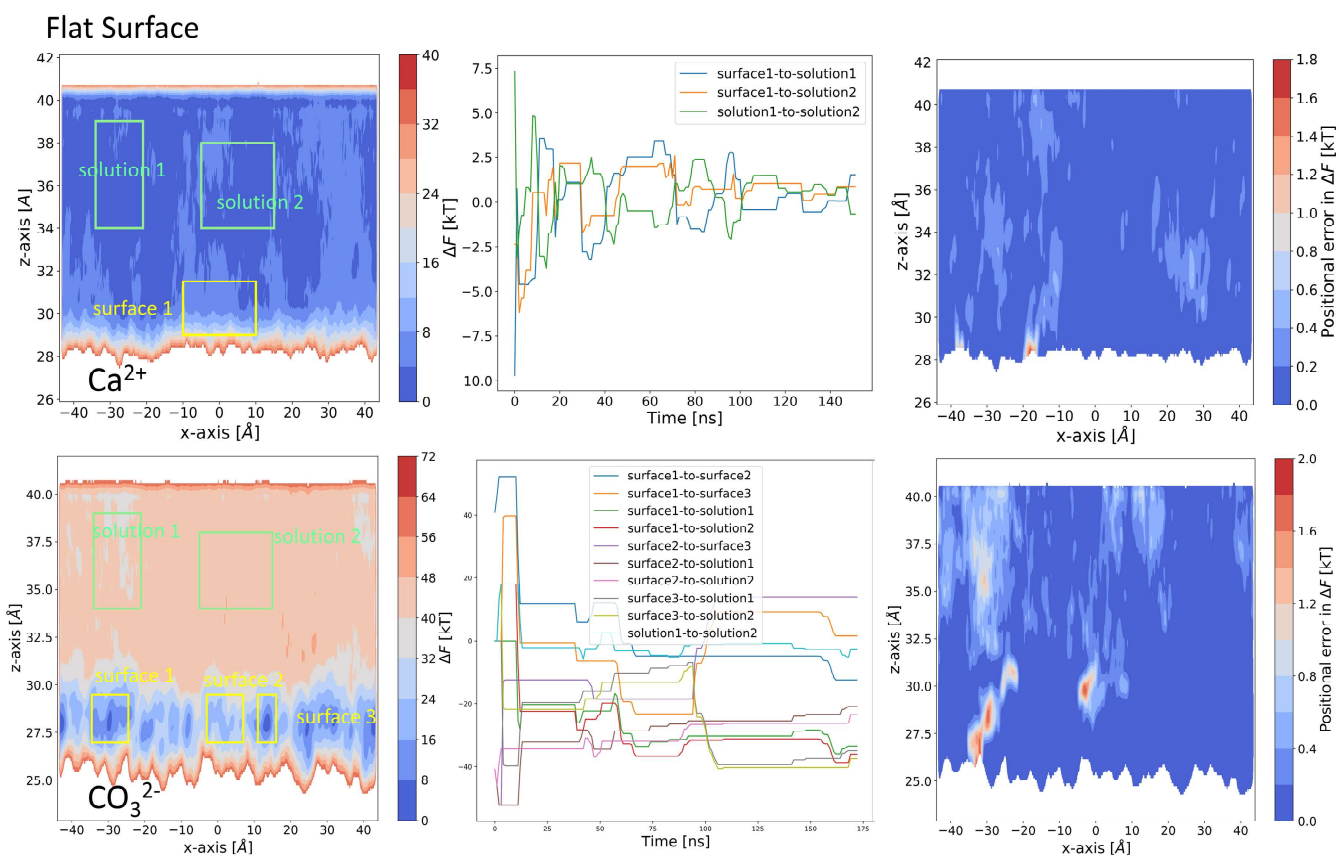 Flat Surface
42
40
38
36
34
32
30
28
26
z-axis [Å]
−40 −30 −20 −10 0 10 20 30 40
x-axis [Å]
solution 1
solution 2
surface 1
Ca2+
40
32
24
16
8
0
ΔF [kT]
7.5
5.0
2.5
0.0
−2.5
−5.0
−7.5
10.0
0 20 40 60 80 100 120 140
Time [ns]
surface1-to-solution1
surface1-to-solution2
solution1-to-solution2
42
40
38
36
34
32
30
28
26
z-axis [Å]
−40 −30 −20 −10 0 10 20 30 40
x-axis [Å]
1.8
1.6
1.4
1.2
1.0
0.8
0.6
0.4
0.2
0.0
Positional error in ΔF [kT]
40.0
37.5
35.0
32.5
30.0
27.5
25.0
z-axis [Å]
−40 −30 −20 −10 0 10 20 30 40
x-axis [Å]
solution 1
solution 2
surface 1
surface 2
surface 3
CO32-
72
64
56
48
40
32
24
16
8
0
ΔF [kT]
40
20
0
−20
−40
0 25 50 75 100 125 150 175
Time [ns]
surface1-to-surface2
surface1-to-surface3
surface1-to-solution1
surface1-to-solution2
surface2-to-surface3
surface2-to-solution1
surface2-to-solution2
surface3-to-solution1
surface3-to-solution2
solution1-to-solution2
40.0
37.5
35.0
32.5
30.0
27.5
25.0
z-axis [Å]
−40 −30 −20 −10 0 10 20 30 40
x-axis [Å]
2.0
1.6
1.2
0.8
0.4
0.0
Positional error in ΔF [kT]